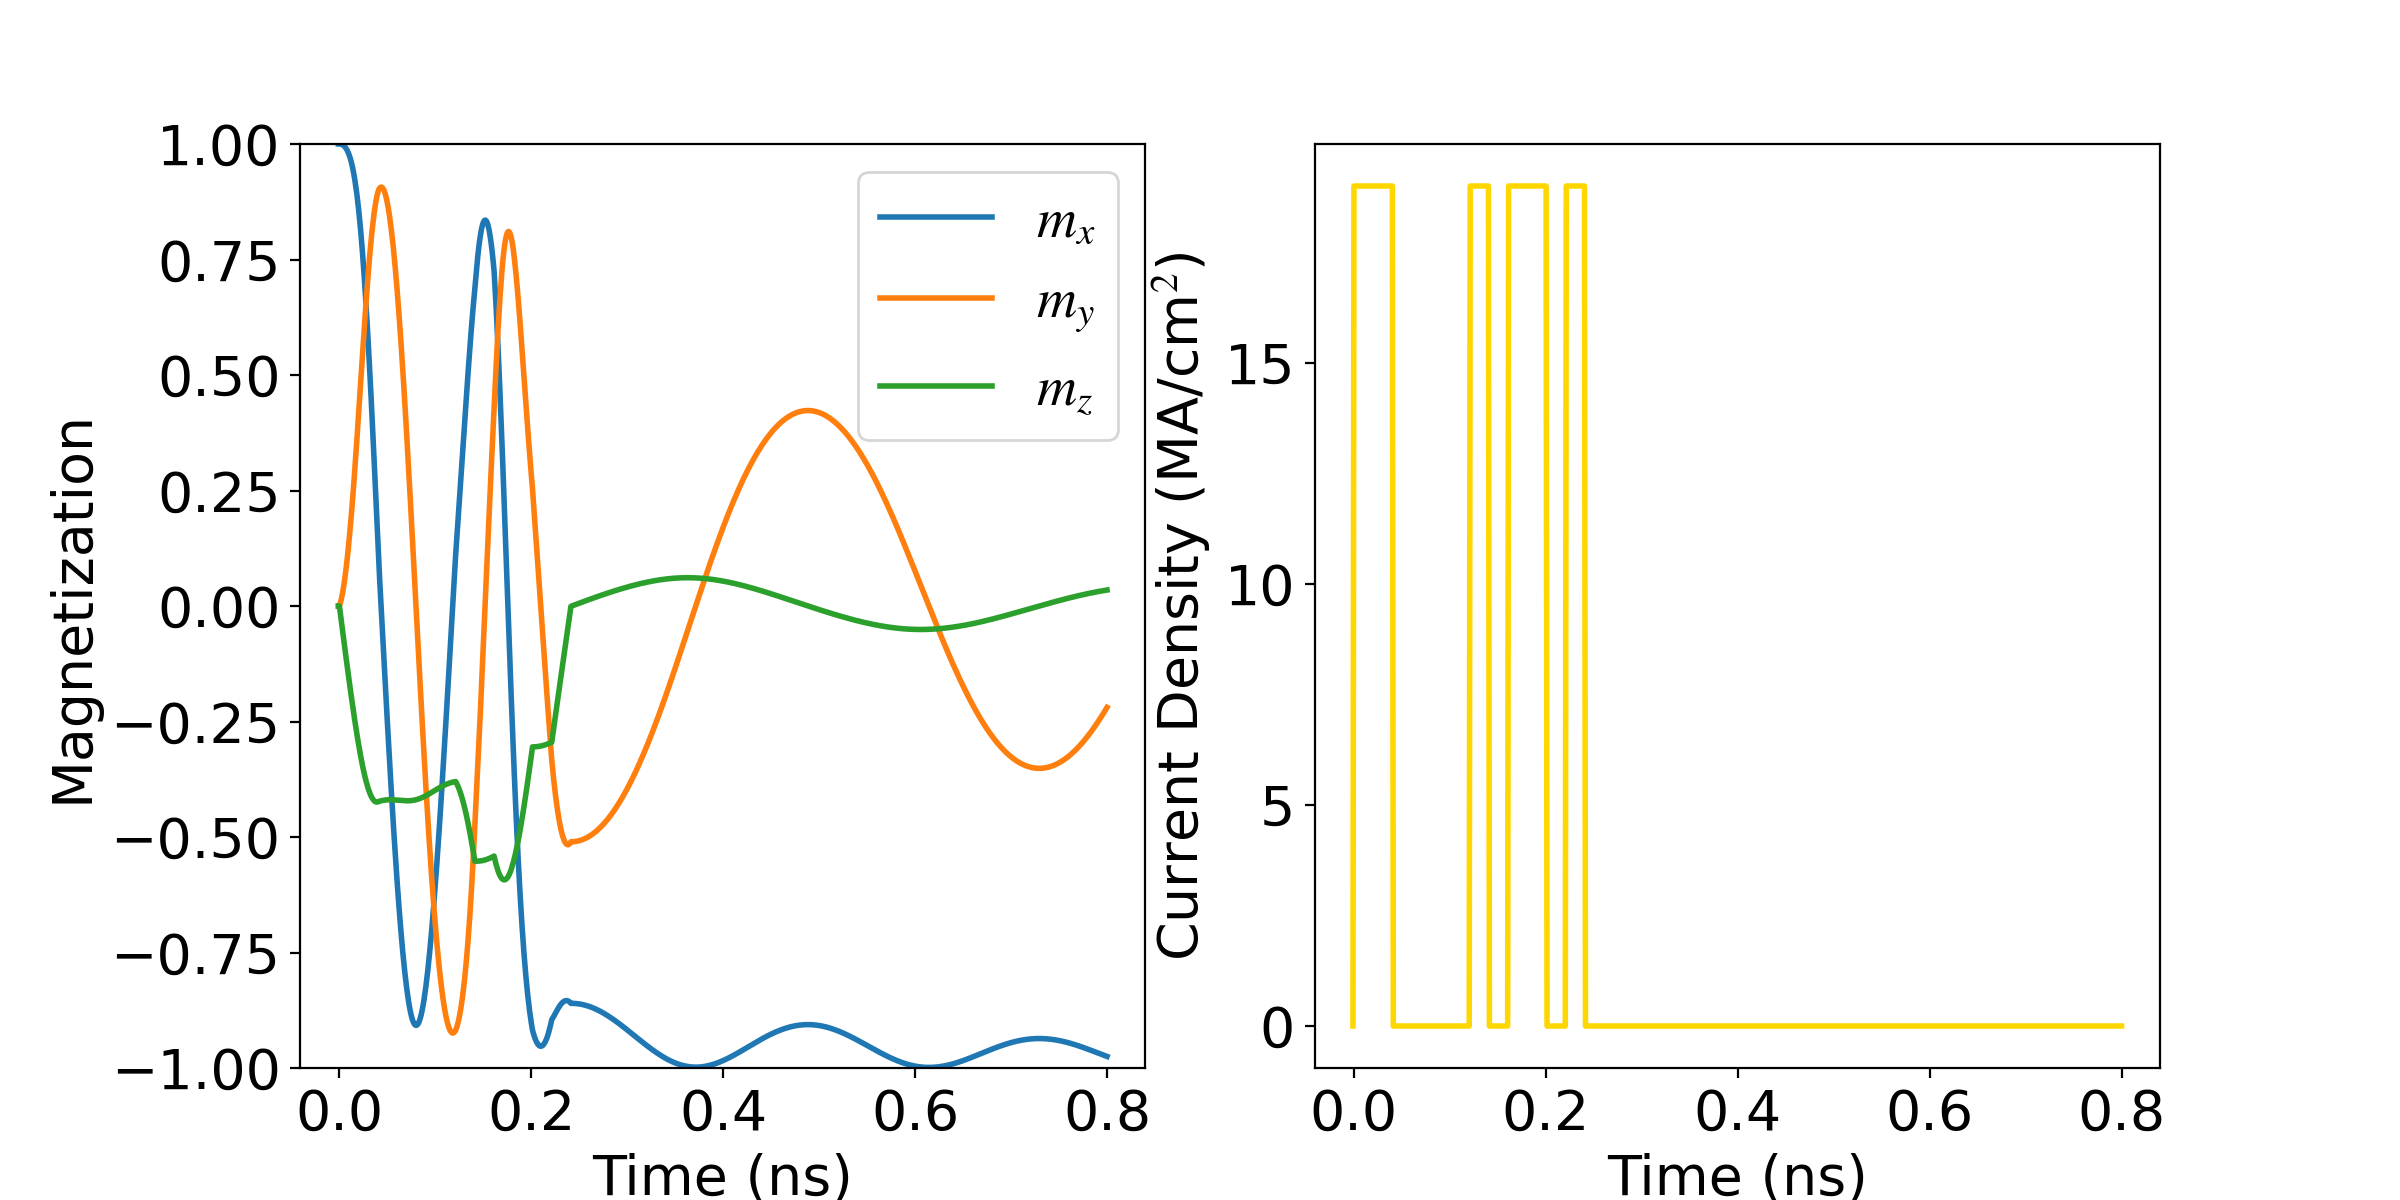 Magnetization
1.00
0.75
0.50
0.25
0.00
−0.25
−0.50
−0.75
−1.00
0.0 0.2 0.4 0.6 0.8
Time (ns)
m_x
m_y
m_z
Current Density (MA/cm²)
15
10
5
0
0.0 0.2 0.4 0.6 0.8
Time (ns)